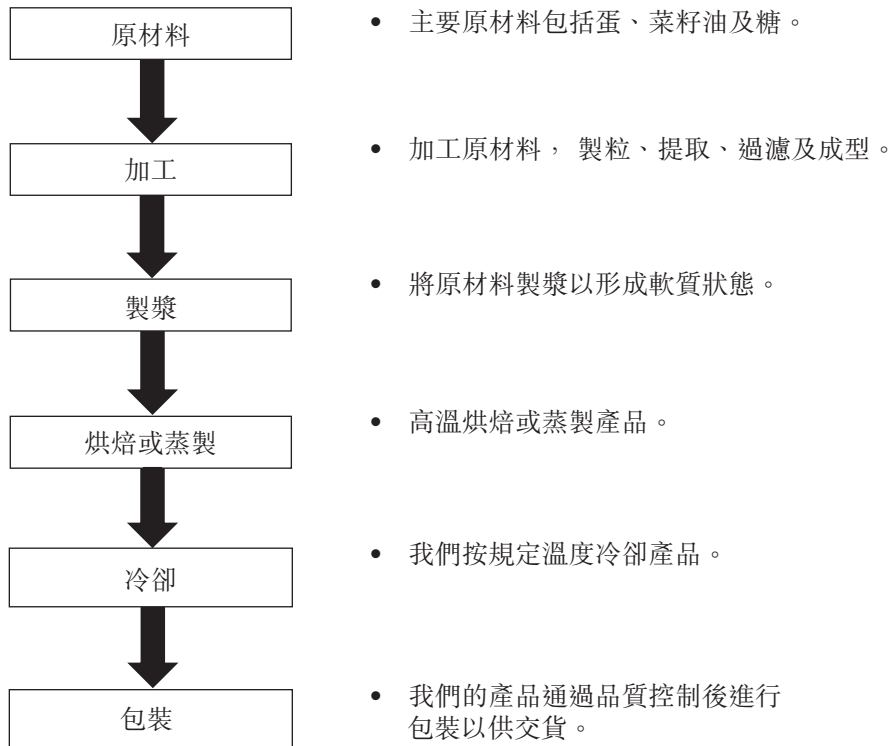 原材料
• 主要原材料包括蛋、菜籽油及糖。
加工
• 加工原材料， 製粒、提取、過濾及成型。
製漿
• 將原材料製漿以形成軟質狀態。
烘焙或蒸製
• 高溫烘焙或蒸製產品。
冷卻
• 我們按規定溫度冷卻產品。
包裝
• 我們的產品通過品質控制後進行
包裝以供交貨。